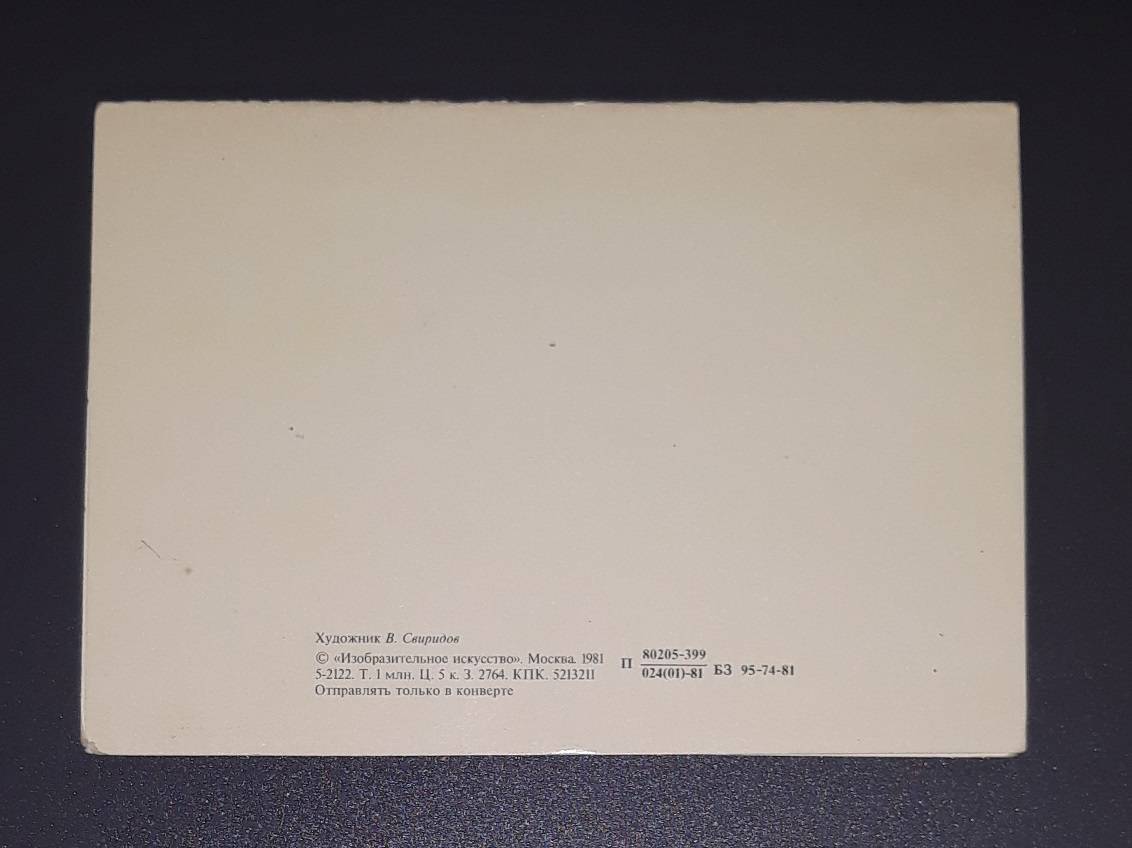 Художник В. Свиридов
© «Изобразительное искусство». Москва. 1981
5-2122. Т. 1 млн. Ц. 5 к. З. 2764. КПК. 5213211
Отправлять только в конверте
П 80205-399
024(01)-81 БЗ 95-74-81